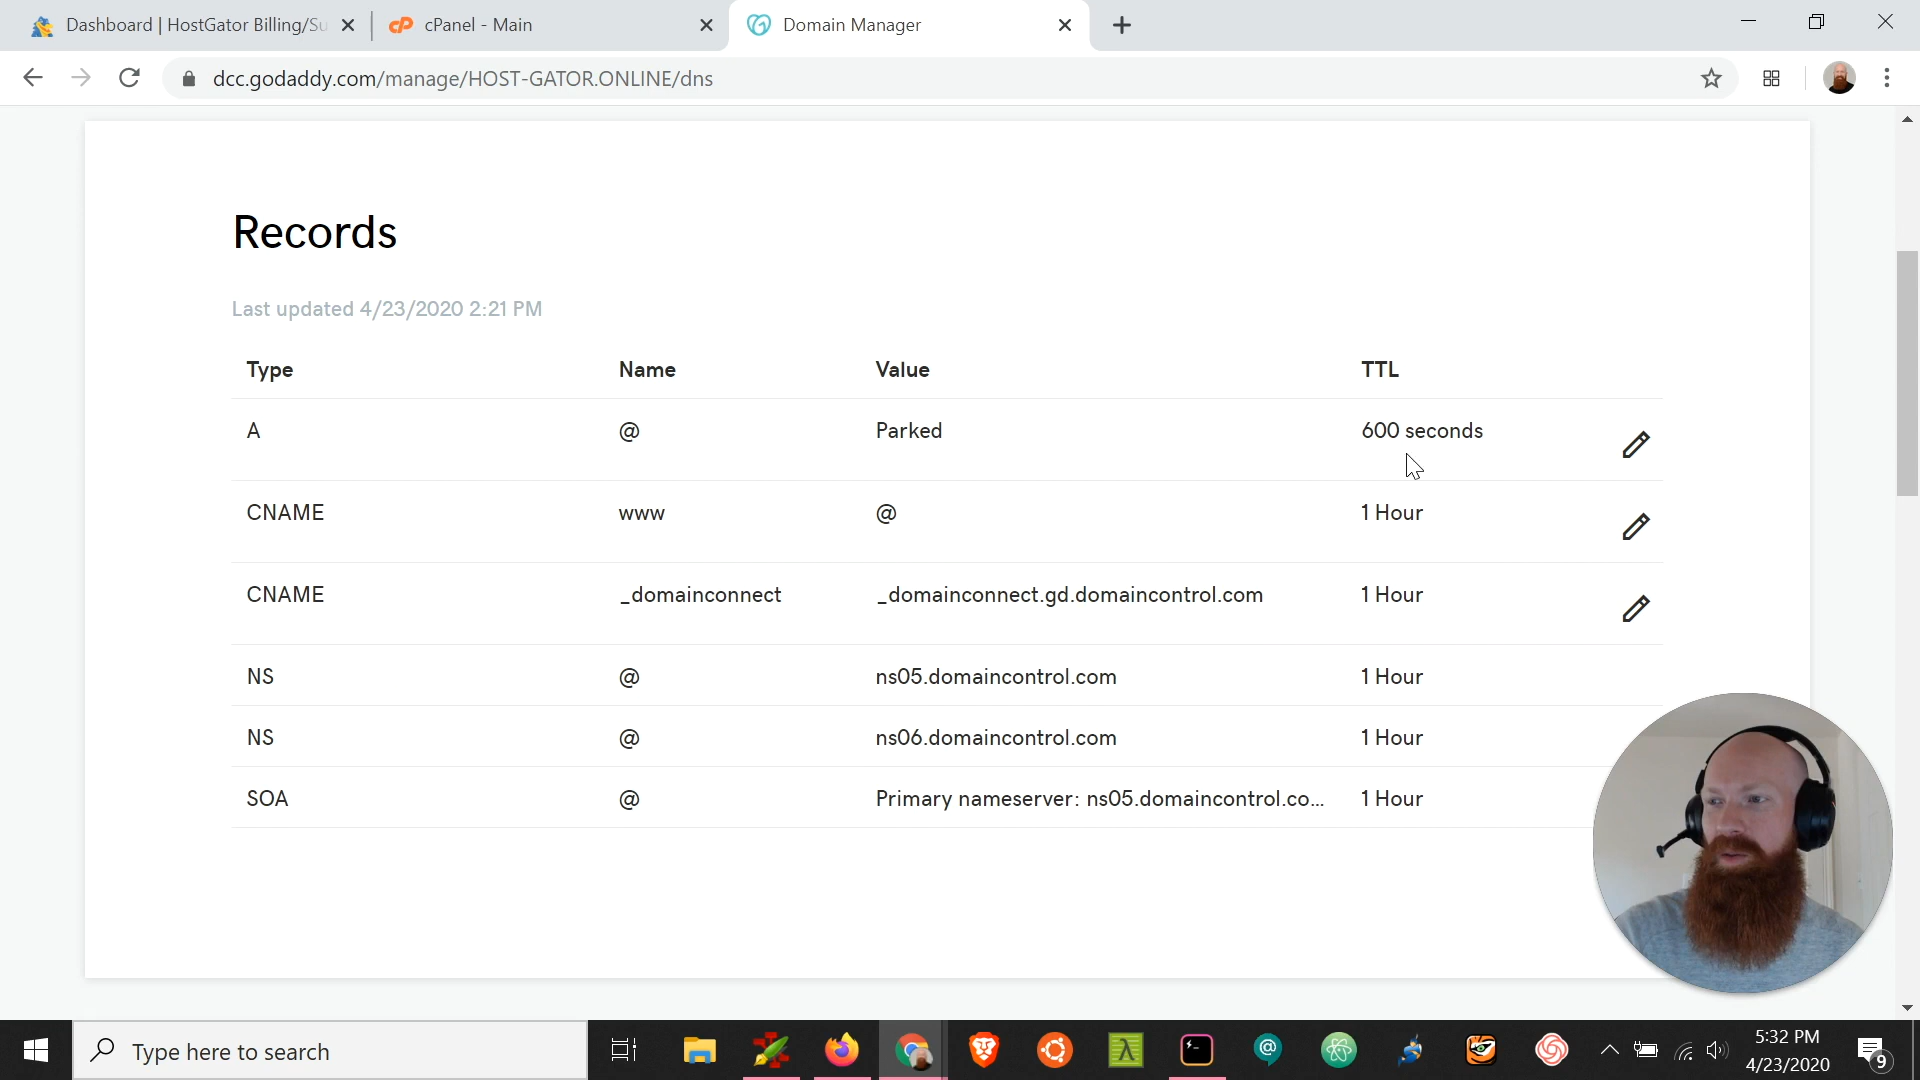 Dashboard | HostGator Billing/Su
cPanel - Main
Domain Manager
dcc.godaddy.com/manage/HOST-GATOR.ONLINE/dns
Records
Last updated 4/23/2020 2:21 PM
Type Name Value TTL
A @ Parked 600 seconds
CNAME www @ 1 Hour
CNAME _domainconnect _domainconnect.gd.domaincontrol.com 1 Hour
NS @ ns05.domaincontrol.com 1 Hour
NS @ ns06.domaincontrol.com 1 Hour
SOA @ Primary nameserver: ns05.domaincontrol.co... 1 Hour
Type here to search
5:32 PM
4/23/2020
9